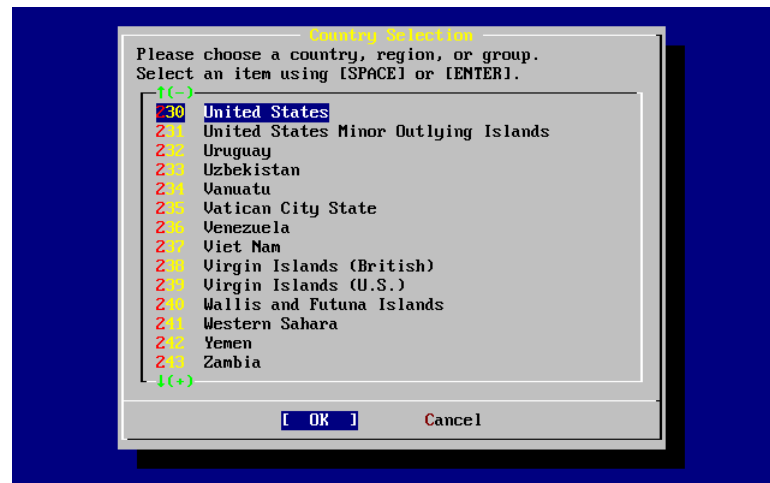 Country Selection
Please choose a country, region, or group.
Select an item using [SPACE] or [ENTER].
↑(-)
230 United States
231 United States Minor Outlying Islands
232 Uruguay
233 Uzbekistan
234 Vanuatu
235 Vatican City State
236 Venezuela
237 Viet Nam
238 Virgin Islands (British)
239 Virgin Islands (U.S.)
240 Wallis and Futuna Islands
241 Western Sahara
242 Yemen
243 Zambia
↓(+)
[ OK ] Cancel